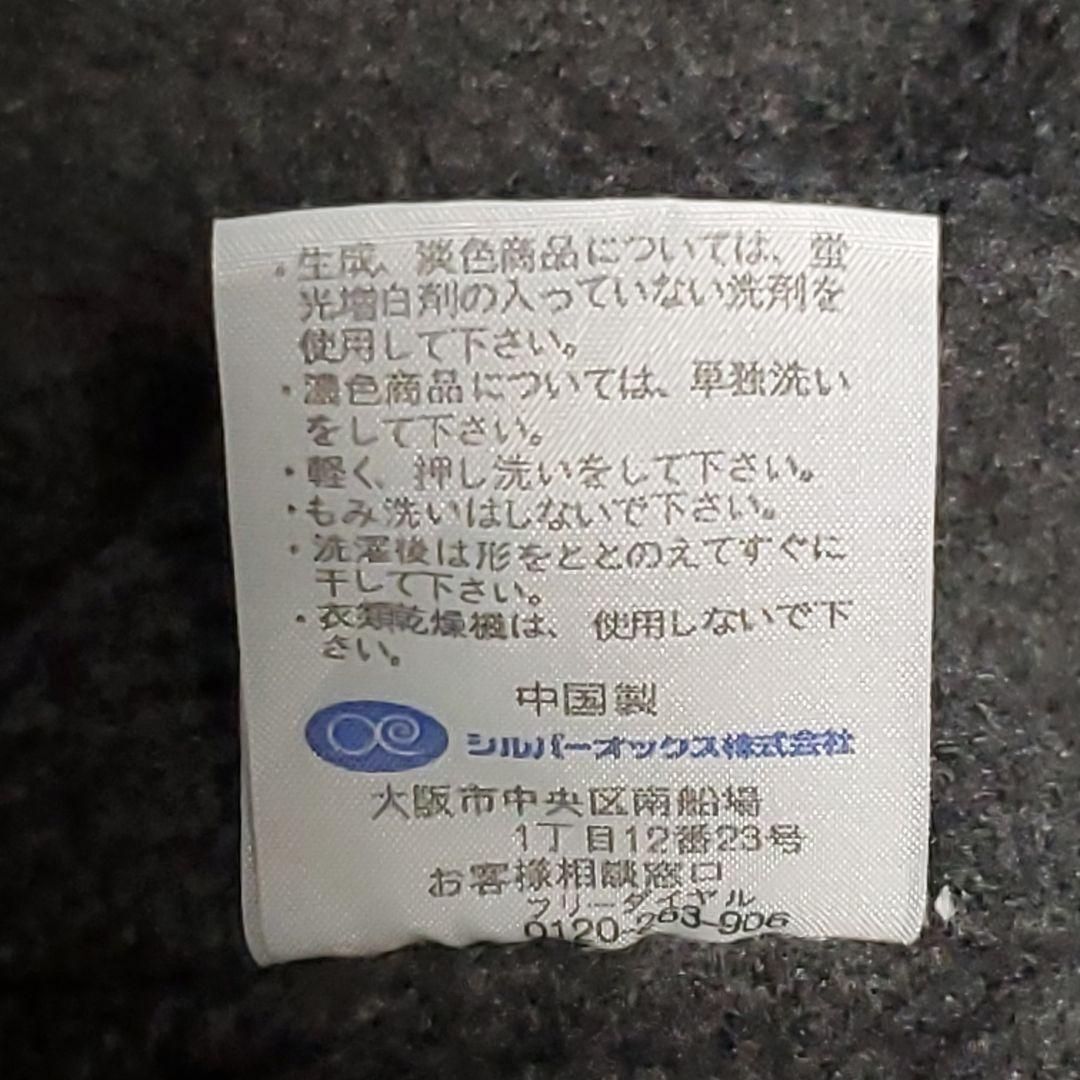 ・生成、淡色商品については、蛍
光増白剤の入っていない洗剤を
使用して下さい。
・濃色商品については、単独洗い
をして下さい。
・軽く、押し洗いをして下さい。
・もみ洗いはしないで下さい。
・洗濯後は形をととのえてすぐに
干して下さい。
・衣類乾燥機は、使用しないで下
さい。
中国製
シルバーオックス株式会社
大阪市中央区南船場
1丁目12番23号
お客様相談窓口
フリーダイヤル
0120-293-906